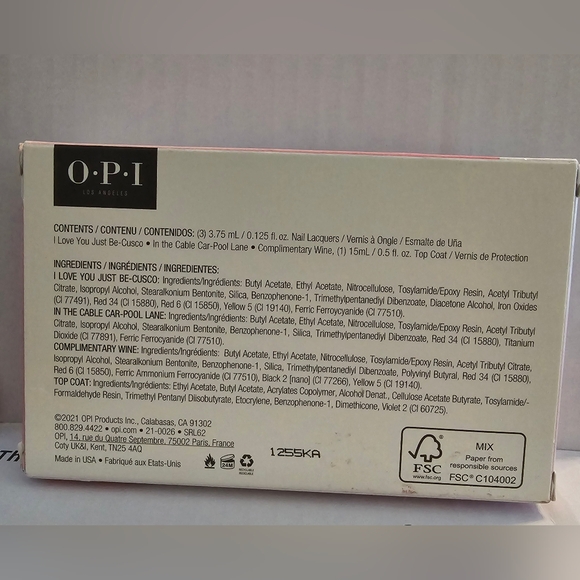 O·P·I
LOS ANGELES
CONTENTS / CONTENU / CONTENIDOS: (3) 3.75 mL / 0.125 fl. oz. Nail Lacquers / Vernis à Ongle / Esmalte de Uña
I Love You Just Be-Cusco • In the Cable Car-Pool Lane • Complimentary Wine, (1) 15mL / 0.5 fl. oz. Top Coat / Vernis de Protection
INGREDIENTS / INGRÉDIENTS / INGREDIENTES:
I LOVE YOU JUST BE-CUSCO: Ingredients/Ingrédients: Butyl Acetate, Ethyl Acetate, Nitrocellulose, Tosylamide/Epoxy Resin, Acetyl Tributyl
Citrate, Isopropyl Alcohol, Stearalkonium Bentonite, Silica, Benzophenone-1, Trimethylpentanediyl Dibenzoate, Diacetone Alcohol, Iron Oxides
(CI 77491), Red 34 (CI 15880), Red 6 (CI 15850), Yellow 5 (CI 19140), Ferric Ferrocyanide (CI 77510).
IN THE CABLE CAR-POOL LANE: Ingredients/Ingrédients: Butyl Acetate, Ethyl Acetate, Nitrocellulose, Tosylamide/Epoxy Resin, Acetyl Tributyl
Citrate, Isopropyl Alcohol, Stearalkonium Bentonite, Benzophenone-1, Silica, Trimethylpentanediyl Dibenzoate, Red 34 (CI 15880), Titanium
Dioxide (CI 77891), Ferric Ferrocyanide (CI 77510).
COMPLIMENTARY WINE: Ingredients/Ingrédients: Butyl Acetate, Ethyl Acetate, Nitrocellulose, Tosylamide/Epoxy Resin, Acetyl Tributyl Citrate,
Isopropyl Alcohol, Stearalkonium Bentonite, Silica, Benzophenone-1, Trimethylpentanediyl Dibenzoate, Polyvinyl Butyral, Red 34 (CI 15880),
Red 6 (CI 15850), Ferric Ammonium Ferrocyanide (CI 77510), Black 2 [nano] (CI 77266), Yellow 5 (CI 19140).
TOP COAT: Ingredients/Ingrédients: Ethyl Acetate, Butyl Acetate, Acrylates Copolymer, Alcohol Denat., Cellulose Acetate Butyrate, Tosylamide/-
Formaldehyde Resin, Trimethyl Pentanyl Diisobutyrate, Etocrylene, Benzophenone-1, Dimethicone, Violet 2 (CI 60725).
©2021 OPI Products Inc., Calabasas, CA 91302
800.829.4422 • opi.com • 21-0026 • SRL62
OPI, 14, rue du Quatre Septembre, 75002 Paris, France
Coty UK&I, Kent, TN25 4AQ
Made in USA • Fabriqué aux Etats-Unis
24M
1255KA
FSC
www.fsc.org
MIX
Paper from
responsible sources
FSC® C104002
Th